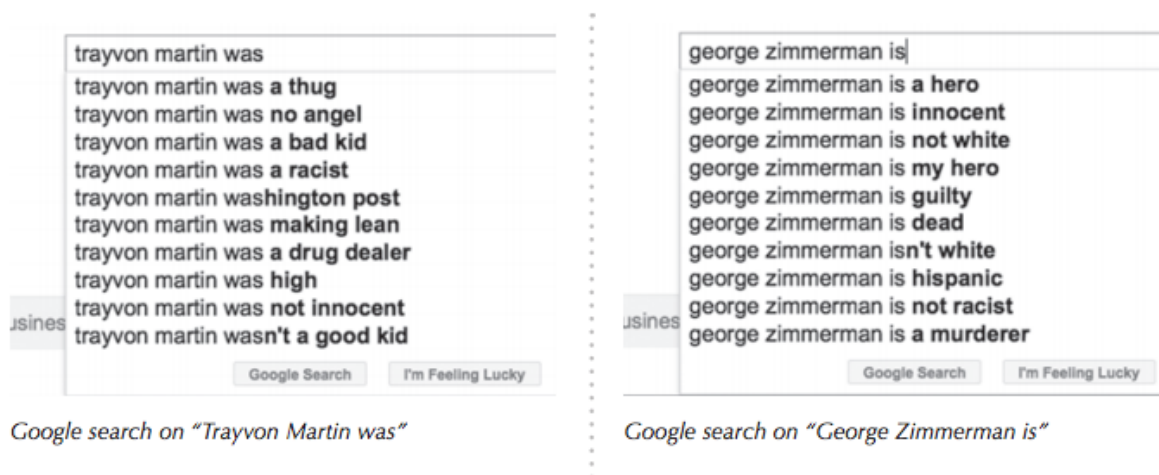 trayvon martin was
trayvon martin was a thug
trayvon martin was no angel
trayvon martin was a bad kid
trayvon martin was a racist
trayvon martin washington post
trayvon martin was making lean
trayvon martin was a drug dealer
trayvon martin was high
trayvon martin was not innocent
trayvon martin wasn't a good kid
usines
Google Search I'm Feeling Lucky
Google search on “Trayvon Martin was”
george zimmerman is
george zimmerman is a hero
george zimmerman is innocent
george zimmerman is not white
george zimmerman is my hero
george zimmerman is guilty
george zimmerman is dead
george zimmerman isn't white
george zimmerman is hispanic
george zimmerman is not racist
george zimmerman is a murderer
usines
Google Search I'm Feeling Lucky
Google search on “George Zimmerman is”